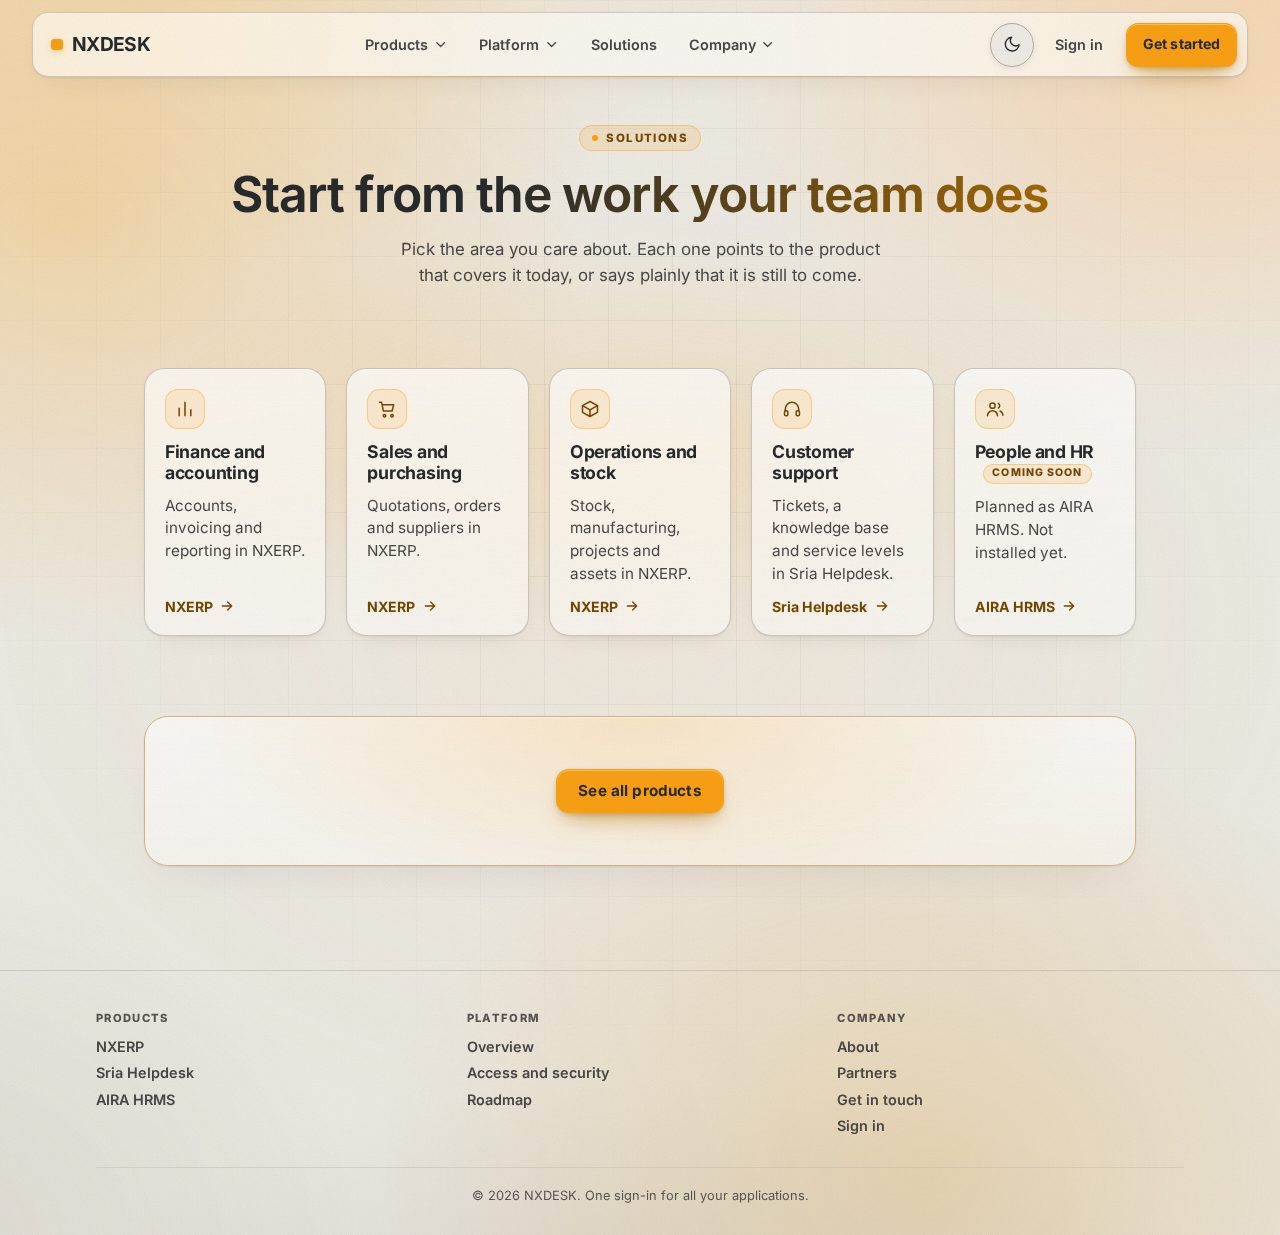 NXDESK
Products
Platform
Solutions
Company
Sign in
Get started
SOLUTIONS
Start from the work your team does
Pick the area you care about. Each one points to the product
that covers it today, or says plainly that it is still to come.
Finance and
accounting
Accounts,
invoicing and
reporting in NXERP.
NXERP →
Sales and
purchasing
Quotations, orders
and suppliers in
NXERP.
NXERP →
Operations and
stock
Stock,
manufacturing,
projects and
assets in NXERP.
NXERP →
Customer
support
Tickets, a
knowledge base
and service levels
in Sria Helpdesk.
Sria Helpdesk →
People and HR
COMING SOON
Planned as AIRA
HRMS. Not
installed yet.
AIRA HRMS →
See all products
PRODUCTS
NXERP
Sria Helpdesk
AIRA HRMS
PLATFORM
Overview
Access and security
Roadmap
COMPANY
About
Partners
Get in touch
Sign in
© 2026 NXDESK. One sign-in for all your applications.